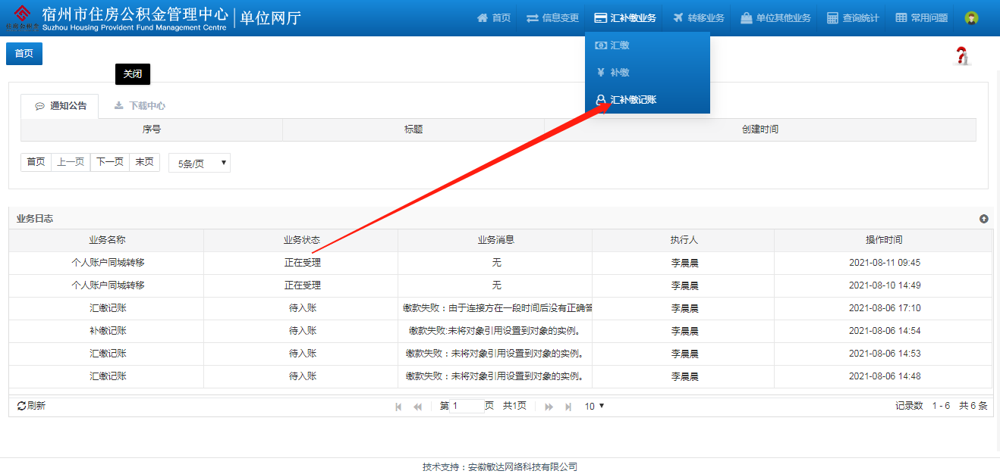 宿州市住房公积金管理中心 单位网厅
Suzhou Housing Provident Fund Management Centre
首页 信息变更 汇补缴业务 转移业务 单位其他业务 查询统计 常用问题
首页
汇缴
补缴
汇补缴记账
关闭
通知公告 下载中心
序号 标题 创建时间
首页 上一页 下一页 末页 5条/页
业务日志
业务名称 业务状态 业务消息 执行人 操作时间
个人账户同城转移 正在受理 无 李晨晨 2021-08-11 09:45
个人账户同城转移 正在受理 无 李晨晨 2021-08-10 14:49
汇缴记账 待入账 缴款失败：由于连接方在一段时间后没有正确答 李晨晨 2021-08-06 17:10
补缴记账 待入账 缴款失败:未将对象引用设置到对象的实例。 李晨晨 2021-08-06 14:54
汇缴记账 待入账 缴款失败：未将对象引用设置到对象的实例。 李晨晨 2021-08-06 14:53
汇缴记账 待入账 缴款失败：未将对象引用设置到对象的实例。 李晨晨 2021-08-06 14:48
刷新 第 1 页 共1页 10 记录数 1 - 6 共 6 条
技术支持：安徽敏达网络科技有限公司